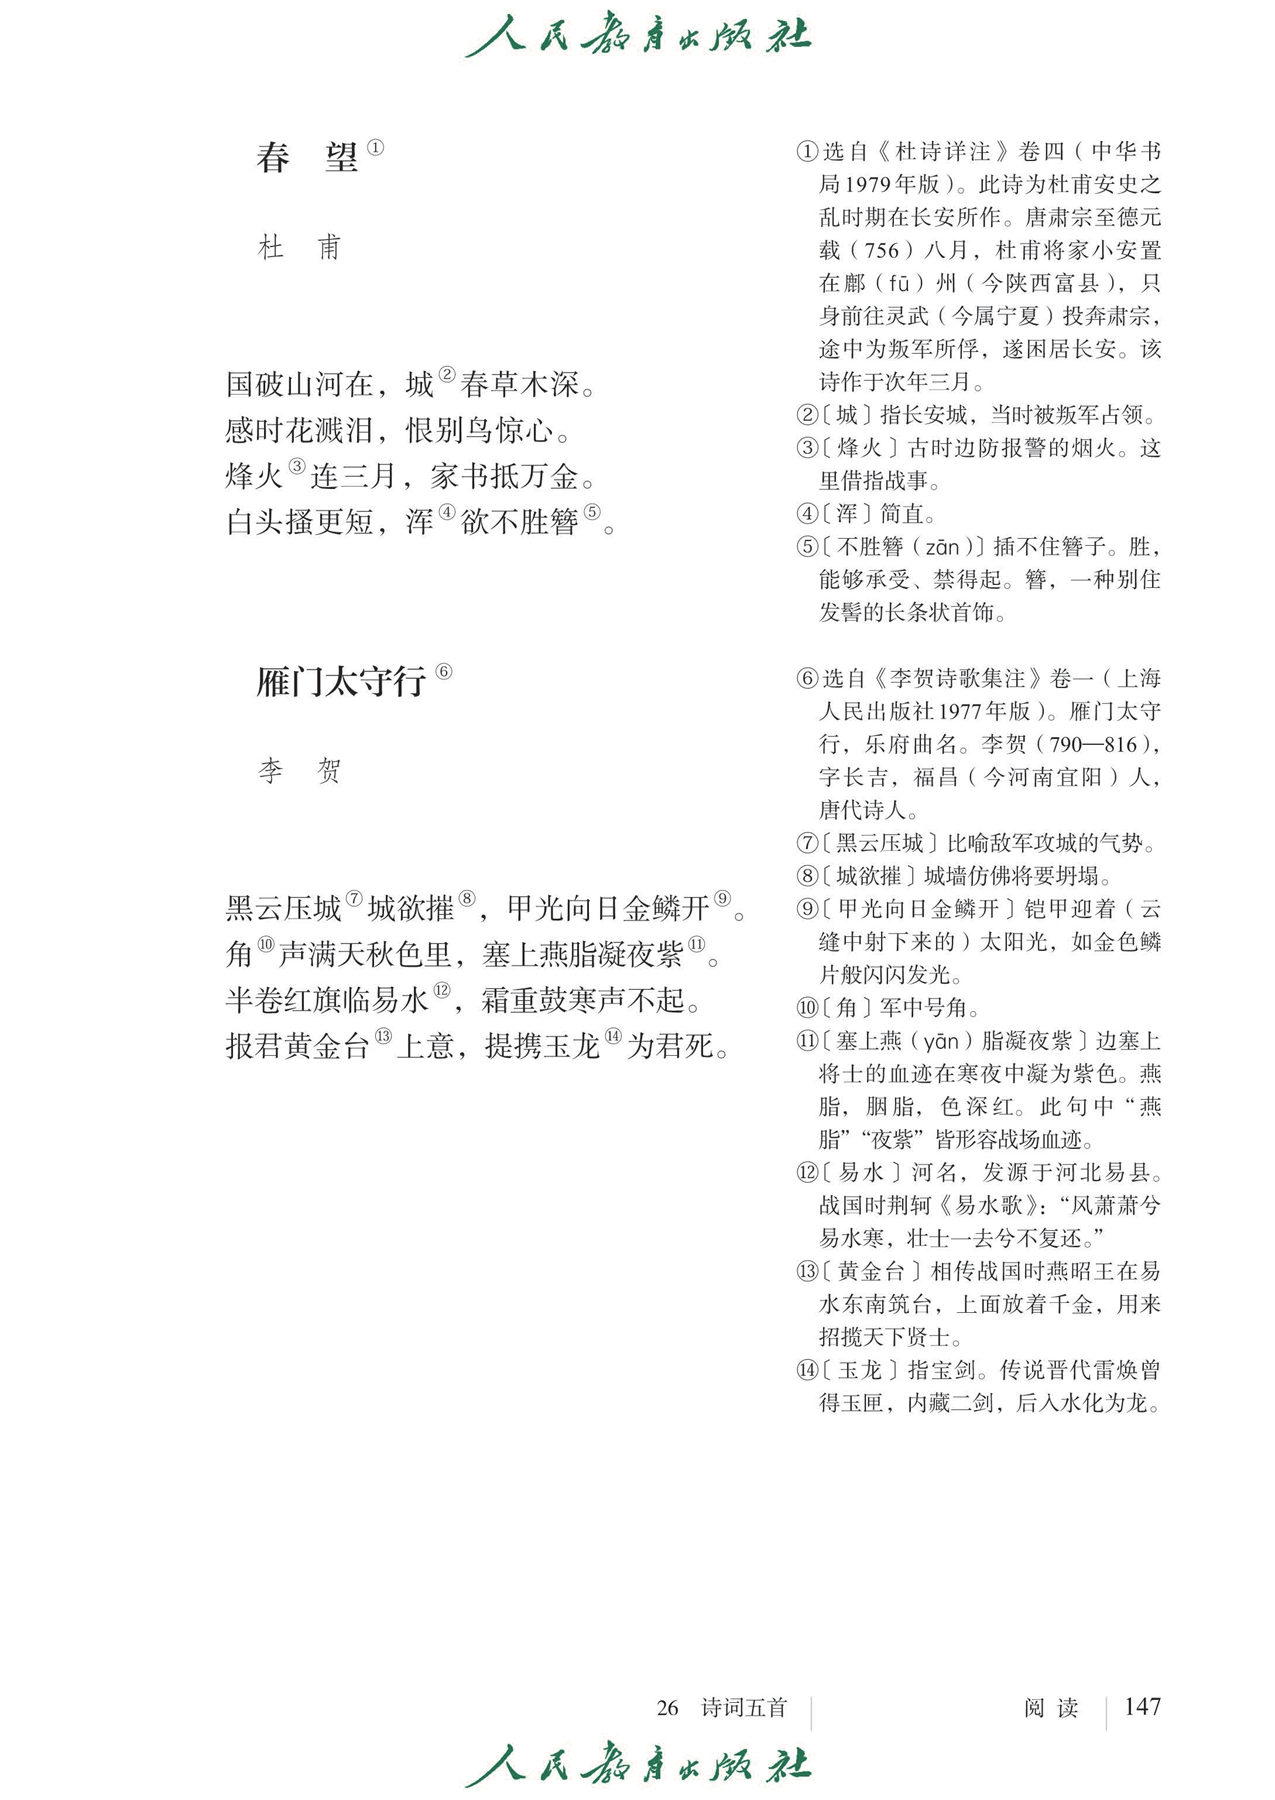 人民教育出版社
春 望①
杜 甫
国破山河在，城②春草木深。
感时花溅泪，恨别鸟惊心。
烽火③连三月，家书抵万金。
白头搔更短，浑④欲不胜簪⑤。
雁门太守行⑥
李 贺
黑云压城⑦城欲摧⑧，甲光向日金鳞开⑨。
角⑩声满天秋色里，塞上燕脂凝夜紫⑪。
半卷红旗临易水⑫，霜重鼓寒声不起。
报君黄金台⑬上意，提携玉龙⑭为君死。
①选自《杜诗详注》卷四（中华书
局1979年版）。此诗为杜甫安史之
乱时期在长安所作。唐肃宗至德元
载（756）八月，杜甫将家小安置
在鄜（fū）州（今陕西富县），只
身前往灵武（今属宁夏）投奔肃宗，
途中为叛军所俘，遂困居长安。该
诗作于次年三月。
②〔城〕指长安城，当时被叛军占领。
③〔烽火〕古时边防报警的烟火。这
里借指战事。
④〔浑〕简直。
⑤〔不胜簪（zān）〕插不住簪子。胜，
能够承受、禁得起。簪，一种别住
发髻的长条状首饰。
⑥选自《李贺诗歌集注》卷一（上海
人民出版社1977年版）。雁门太守
行，乐府曲名。李贺（790—816），
字长吉，福昌（今河南宜阳）人，
唐代诗人。
⑦〔黑云压城〕比喻敌军攻城的气势。
⑧〔城欲摧〕城墙仿佛将要坍塌。
⑨〔甲光向日金鳞开〕铠甲迎着（云
缝中射下来的）太阳光，如金色鳞
片般闪闪发光。
⑩〔角〕军中号角。
⑪〔塞上燕（yān）脂凝夜紫〕边塞上
将士的血迹在寒夜中凝为紫色。燕
脂，胭脂，色深红。此句中“燕
脂”“夜紫”皆形容战场血迹。
⑫〔易水〕河名，发源于河北易县。
战国时荆轲《易水歌》：“风萧萧兮
易水寒，壮士一去兮不复还。”
⑬〔黄金台〕相传战国时燕昭王在易
水东南筑台，上面放着千金，用来
招揽天下贤士。
⑭〔玉龙〕指宝剑。传说晋代雷焕曾
得玉匣，内藏二剑，后入水化为龙。
26 诗词五首 阅读 147
人民教育出版社